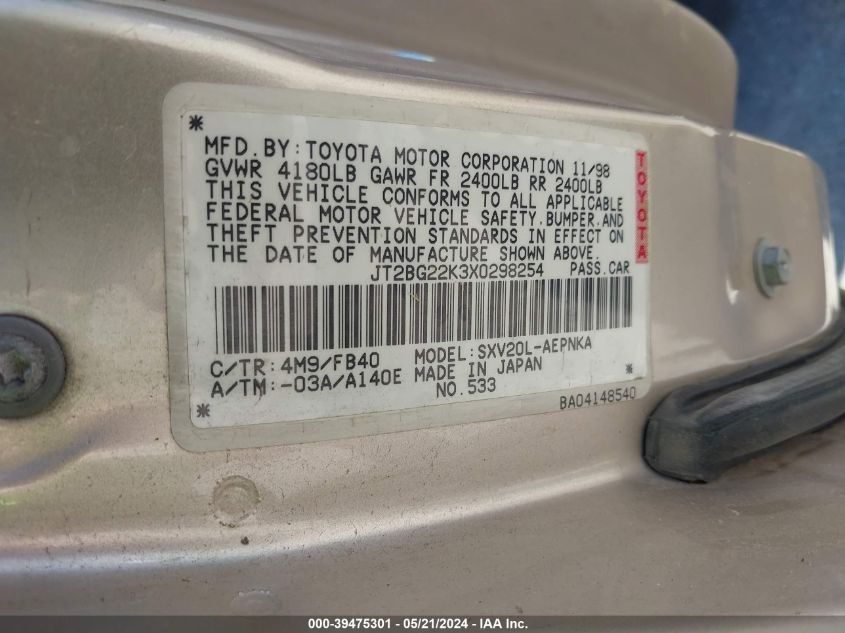 *
MFD. BY: TOYOTA MOTOR CORPORATION 11/98
GVWR 4180LB GAWR FR 2400LB RR 2400LB
THIS VEHICLE CONFORMS TO ALL APPLICABLE
FEDERAL MOTOR VEHICLE SAFETY, BUMPER, AND
THEFT PREVENTION STANDARDS IN EFFECT ON
THE DATE OF MANUFACTURE SHOWN ABOVE.
TOYOTA
JT2BG22K3X0298254 PASS. CAR
C/TR: 4M9/FB40 MODEL: SXV20L-AEPNKA
A/TM: -03A/A140E MADE IN JAPAN *
* NO. 533
BA04148540
000-39475301 - 05/21/2024 - IAA Inc.